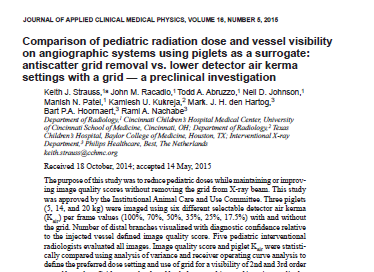 JOURNAL OF APPLIED CLINICAL MEDICAL PHYSICS, VOLUME 16, NUMBER 5, 2015
Comparison of pediatric radiation dose and vessel visibility
on angiographic systems using piglets as a surrogate:
antiscatter grid removal vs. lower detector air kerma
settings with a grid — a preclinical investigation
Keith J. Strauss,¹ᵃ John M. Racadio,¹ Todd A. Abruzzo,¹ Neil D. Johnson,¹
Manish N. Patel,¹ Kamlesh U. Kukreja,² Mark. J. H. den Hartog,³
Bart P.A. Hoornaert,³ Rami A. Nachabe³
Department of Radiology,¹ Cincinnati Children's Hospital Medical Center, University
of Cincinnati School of Medicine, Cincinnati, OH; Department of Radiology,² Texas
Children's Hospital, Baylor College of Medicine, Houston, TX; Interventional X-ray
Department,³ Philips Healthcare, Best, The Netherlands
keith.strauss@cchmc.org
Received 18 October, 2014; accepted 14 May, 2015
The purpose of this study was to reduce pediatric doses while maintaining or improv-
ing image quality scores without removing the grid from X-ray beam. This study
was approved by the Institutional Animal Care and Use Committee. Three piglets
(5, 14, and 20 kg) were imaged using six different selectable detector air kerma
(Kair) per frame values (100%, 70%, 50%, 35%, 25%, 17.5%) with and without
the grid. Number of distal branches visualized with diagnostic confidence relative
to the injected vessel defined image quality score. Five pediatric interventional
radiologists evaluated all images. Image quality score and piglet Kair were statisti-
cally compared using analysis of variance and receiver operating curve analysis to
define the preferred dose setting and use of grid for a visibility of 2nd and 3rd order